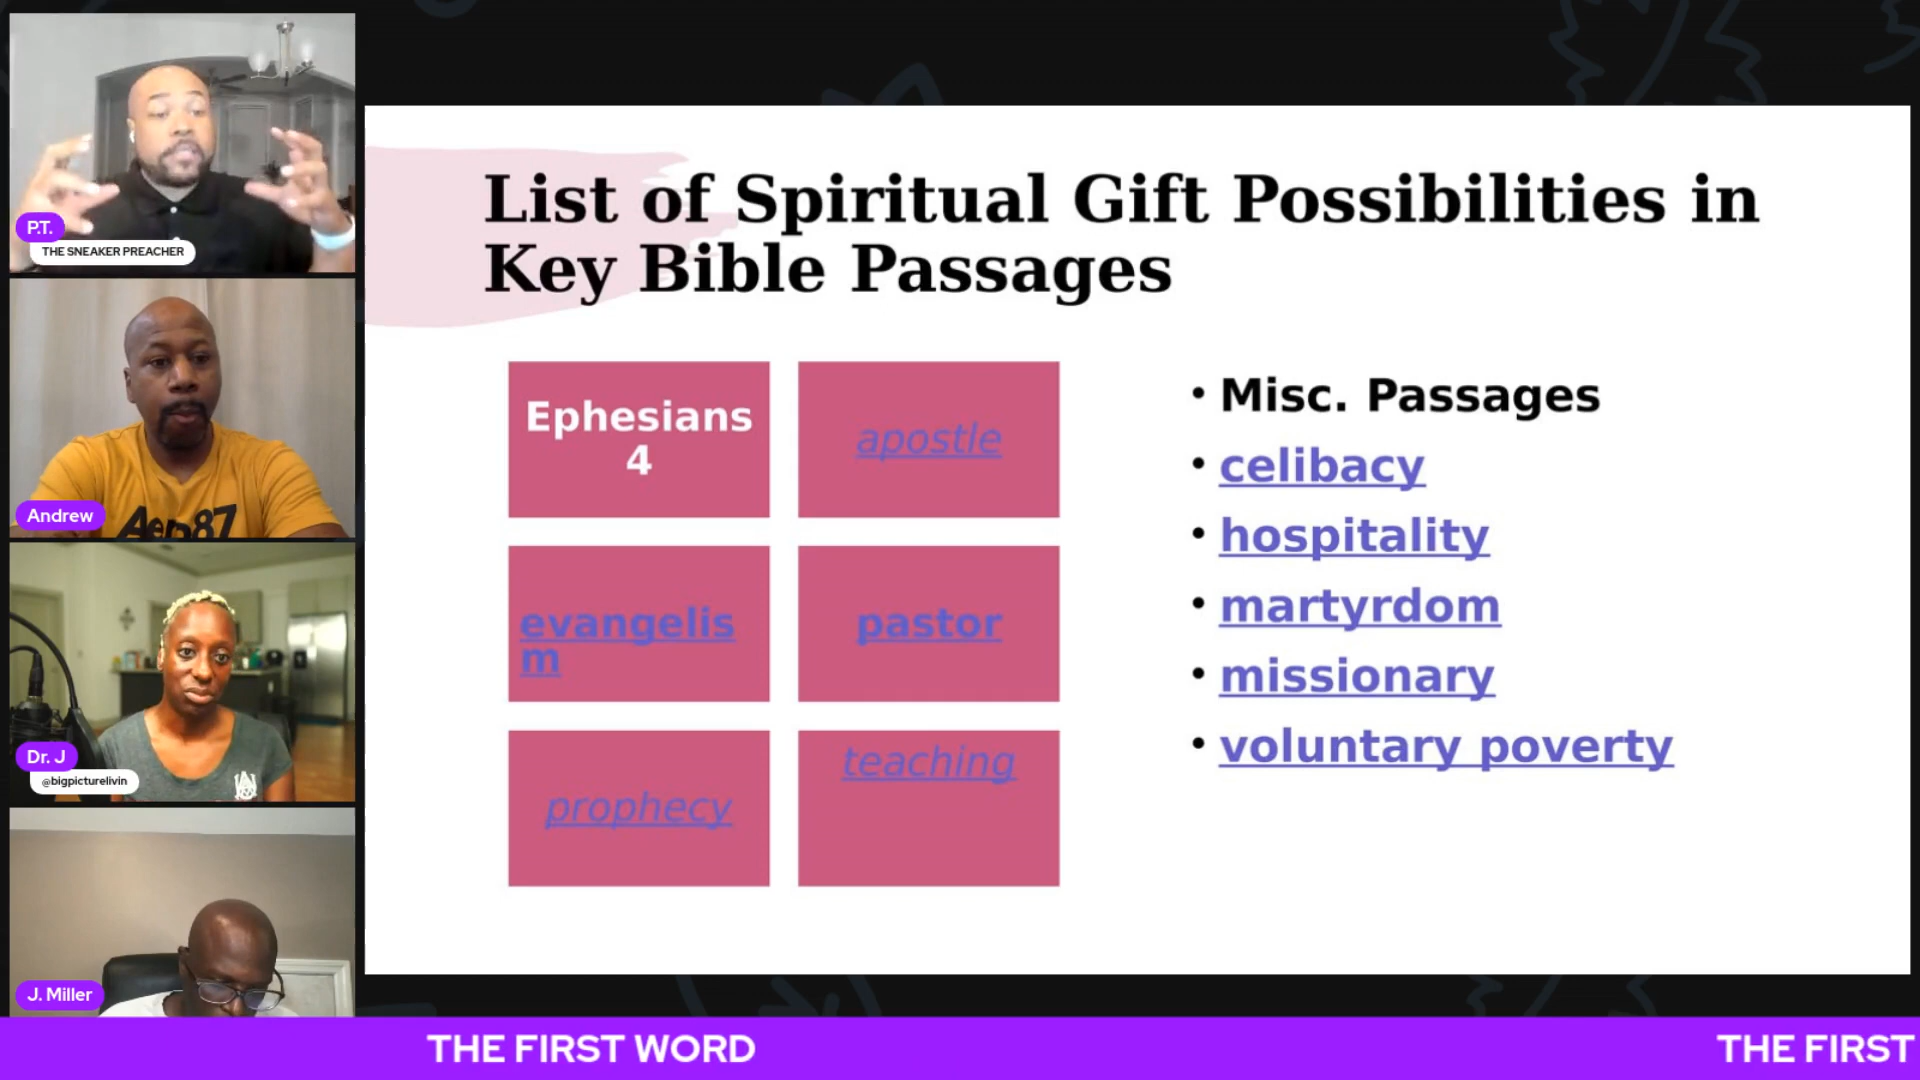 P.T.
THE SNEAKER PREACHER
Andrew
Aero87
Dr. J
@bigpicturelivin
J. Miller
List of Spiritual Gift Possibilities in
Key Bible Passages
Ephesians
4
apostle
evangelis
m
pastor
prophecy
teaching
• Misc. Passages
• celibacy
• hospitality
• martyrdom
• missionary
• voluntary poverty
THE FIRST WORD
THE FIRST